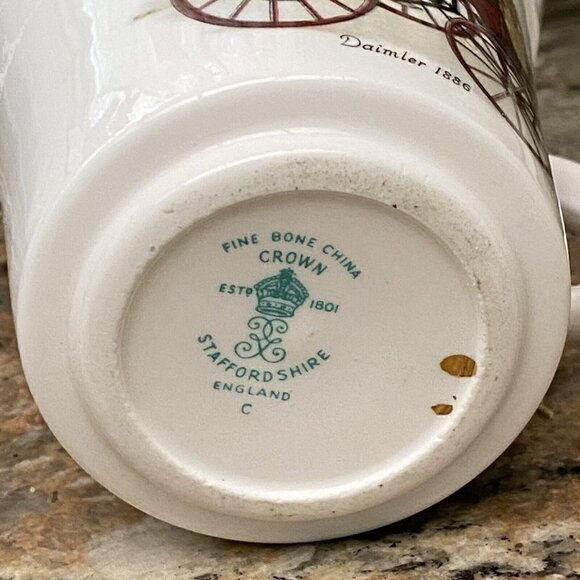 Daimler 1886
FINE BONE CHINA
CROWN
ESTD 1801
STAFFORDSHIRE
ENGLAND
C